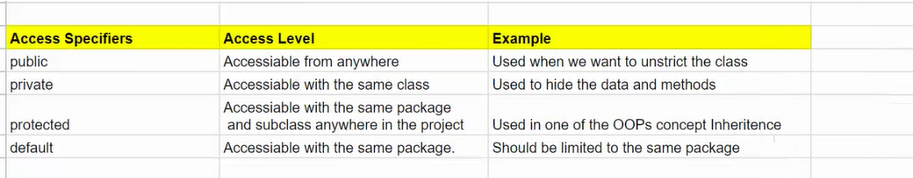 Access Specifiers Access Level Example
public Accessiable from anywhere Used when we want to unstrict the class
private Accessiable with the same class Used to hide the data and methods
Accessiable with the same package
protected and subclass anywhere in the project Used in one of the OOPs concept Inheritence
default Accessiable with the same package. Should be limited to the same package